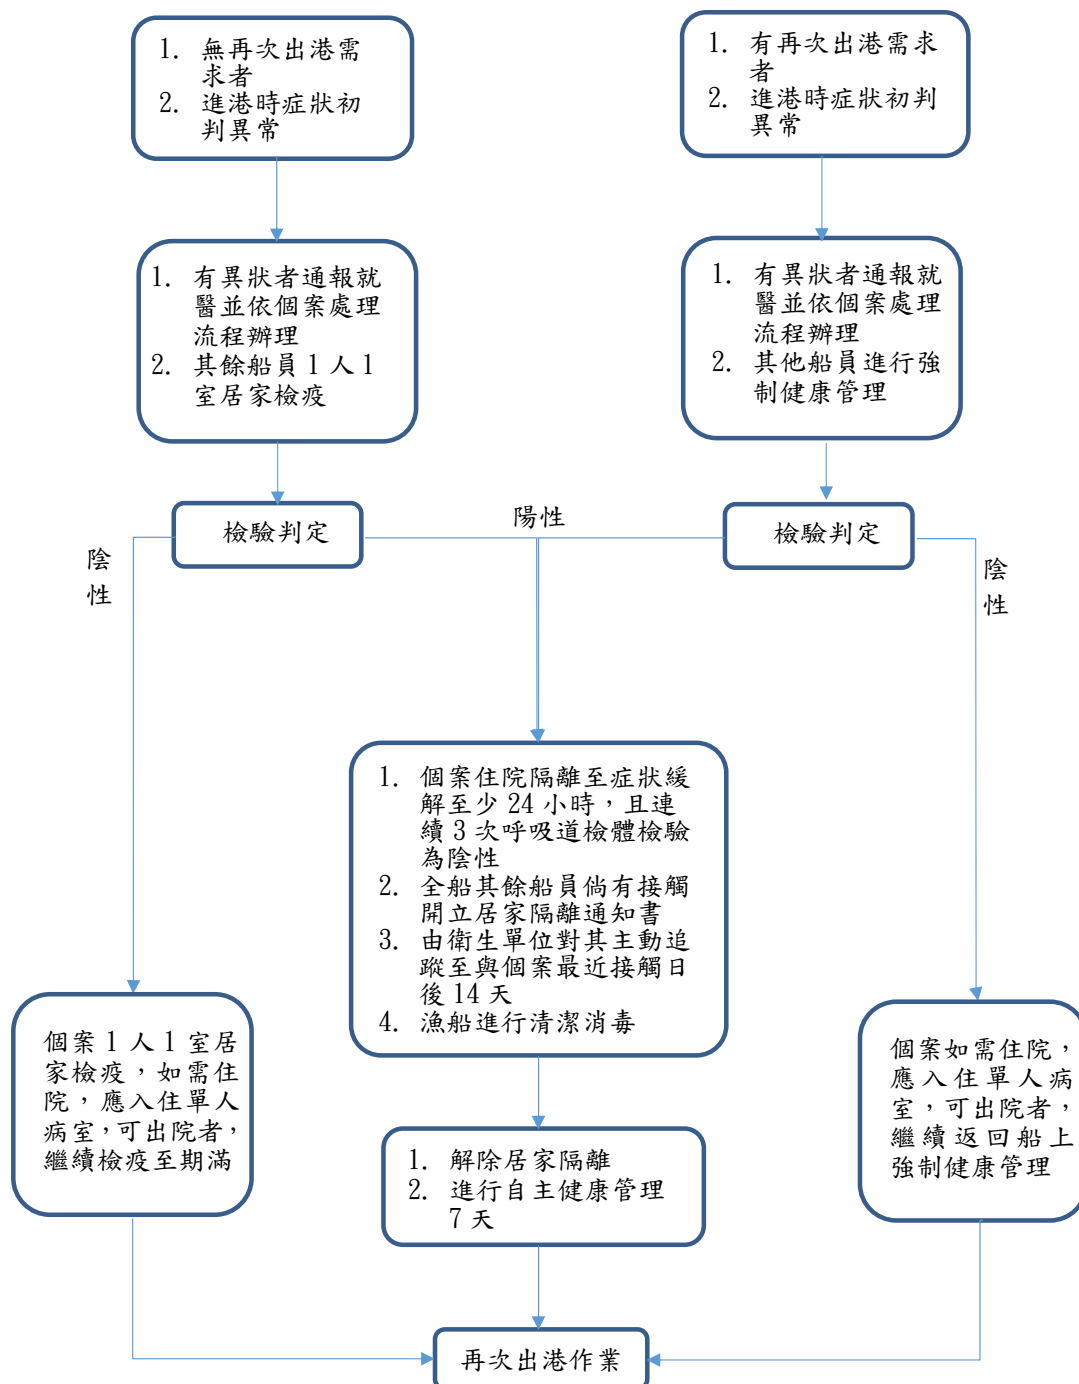 1. 無再次出港需
求者
2. 進港時症狀初
判異常
1. 有再次出港需求
者
2. 進港時症狀初判
異常
1. 有異狀者通報就
醫並依個案處理
流程辦理
2. 其餘船員 1 人 1
室居家檢疫
1. 有異狀者通報就
醫並依個案處理
流程辦理
2. 其他船員進行強
制健康管理
檢驗判定
陽性
檢驗判定
陰
性
陰
性
1. 個案住院隔離至症狀緩
解至少 24 小時，且連
續 3 次呼吸道檢體檢驗
為陰性
2. 全船其餘船員倘有接觸
開立居家隔離通知書
3. 由衛生單位對其主動追
蹤至與個案最近接觸日
後 14 天
4. 漁船進行清潔消毒
個案 1 人 1 室居
家檢疫，如需住
院，應入住單人
病室，可出院者，
繼續檢疫至期滿
個案如需住院，
應入住單人病
室，可出院者，
繼續返回船上
強制健康管理
1. 解除居家隔離
2. 進行自主健康管理
7 天
再次出港作業